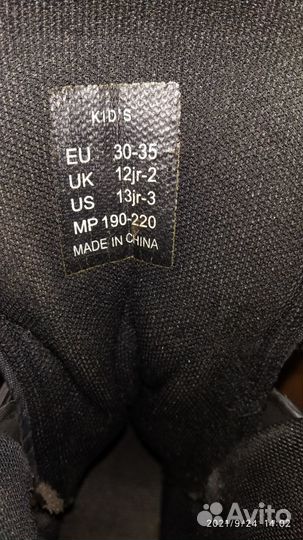 KID'S
EU 30-35
UK 12jr-2
US 13jr-3
MP 190-220
MADE IN CHINA
2021/9/24 14:02
Avito